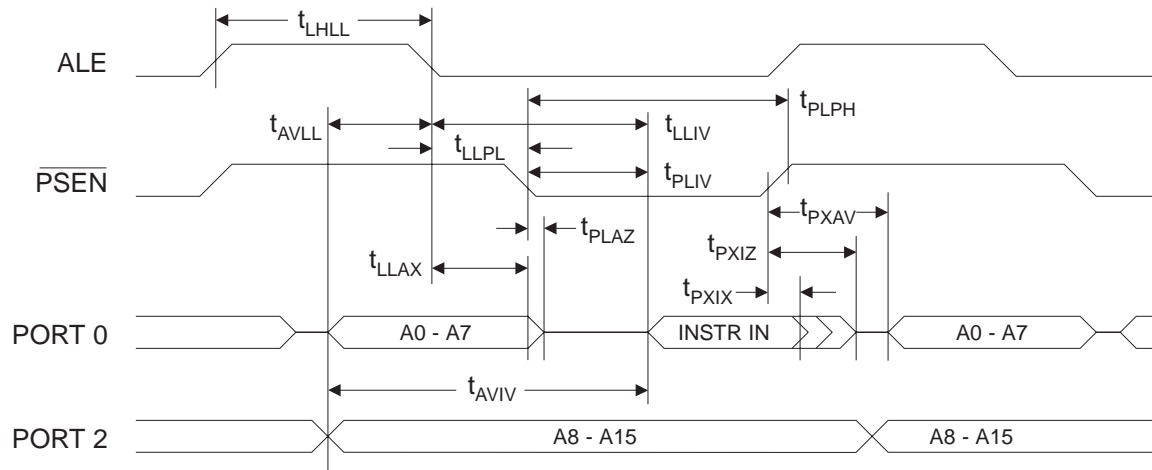 tLHLL
ALE
tPLPH
tAVLL
tLLIV
tLLPL
PSEN
tPLIV
tPXAV
tPLAZ
tPXIZ
tLLAX
tPXIX
PORT 0
A0 - A7
INSTR IN
A0 - A7
tAVIV
PORT 2
A8 - A15
A8 - A15